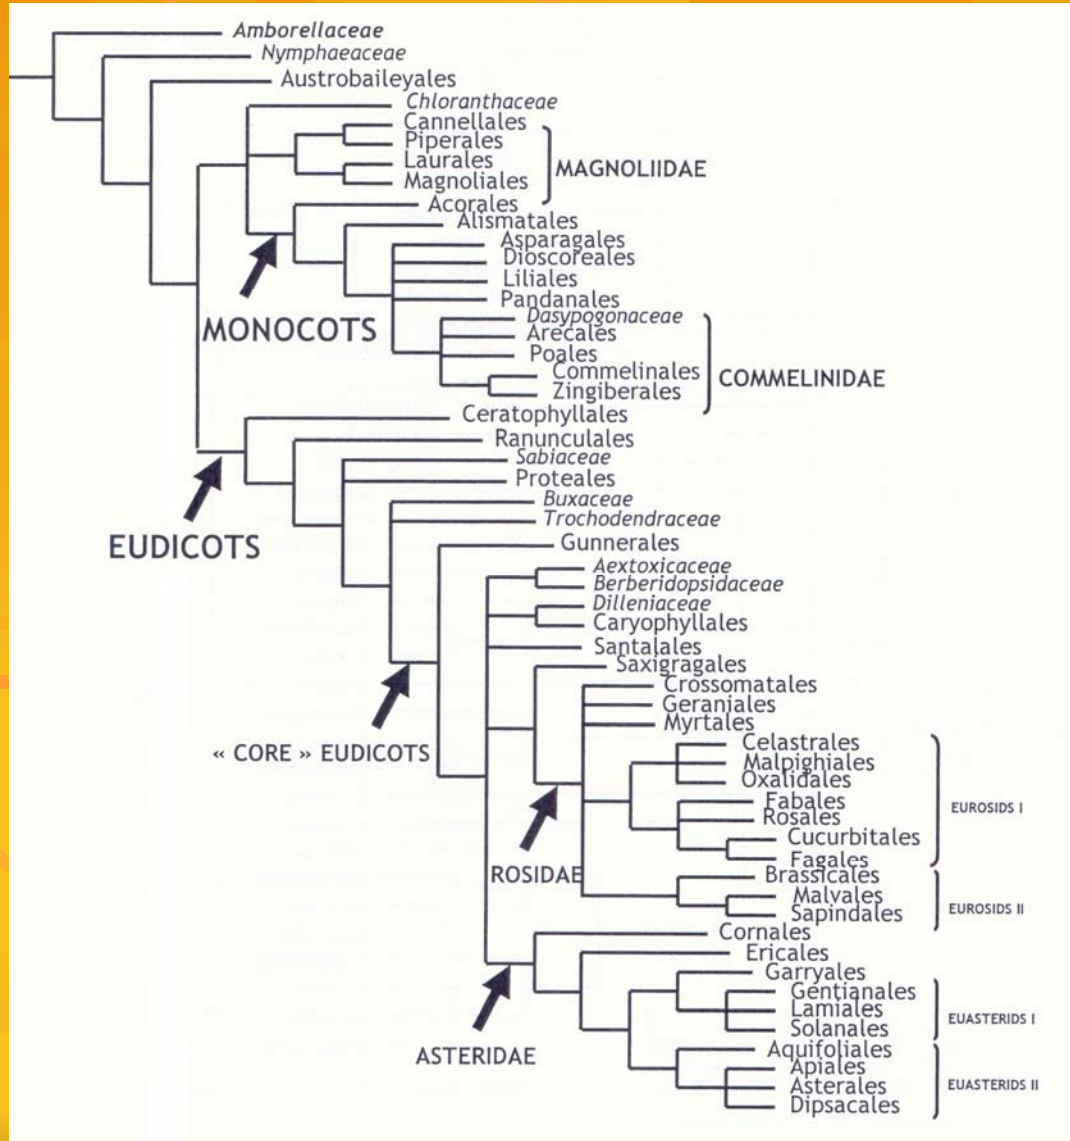 Amborellaceae
Nymphaeaceae
Austrobaileyales
Chloranthaceae
Cannellales
Piperales
Laurales
Magnoliales
MAGNOLIIDAE
Acorales
Alismatales
Asparagales
Dioscoreales
Liliales
Pandanales
MONOCOTS
Dasypogonaceae
Arecales
Poales
Commelinales
Zingiberales
COMMELINIDAE
Ceratophyllales
Ranunculales
Sabiaceae
Proteales
Buxaceae
Trochodendraceae
EUDICOTS
Gunnerales
Aextoxicaceae
Berberidopsidaceae
Dilleniaceae
Caryophyllales
Santalales
Saxigragales
Crossomatales
Geraniales
Myrtales
« CORE » EUDICOTS
Celastrales
Malpighiales
Oxalidales
Fabales
Rosales
Cucurbitales
Fagales
EUROSIDS I
ROSIDAE
Brassicales
Malvales
Sapindales
EUROSIDS II
Cornales
Ericales
Garryales
Gentianales
Lamiales
Solanales
EUASTERIDS I
ASTERIDAE
Aquifoliales
Apiales
Asterales
Dipsacales
EUASTERIDS II